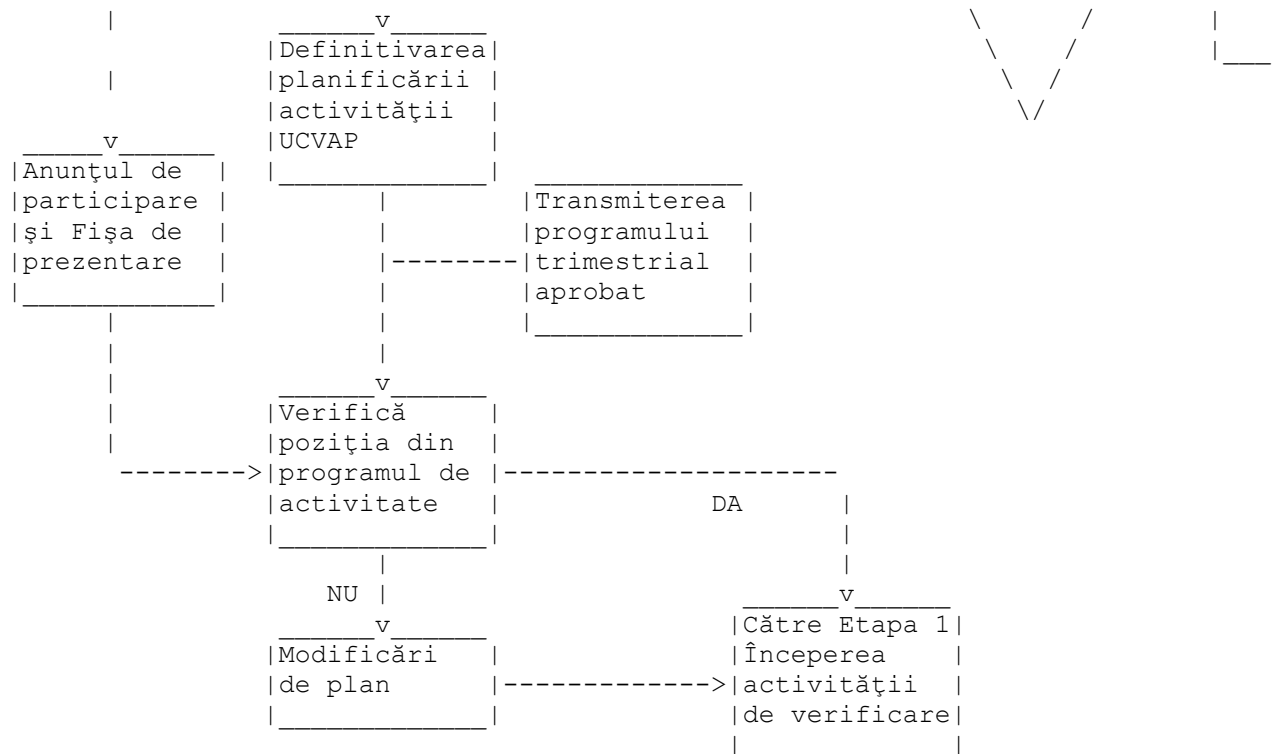 Definitivarea
planificării
activităţii
UCVAP
Anunţul de
participare
şi Fişa de
prezentare
Transmiterea
programului
trimestrial
aprobat
Verifică
poziţia din
programul de
activitate
DA
NU
Modificări
de plan
Către Etapa 1
Începerea
activităţii
de verificare